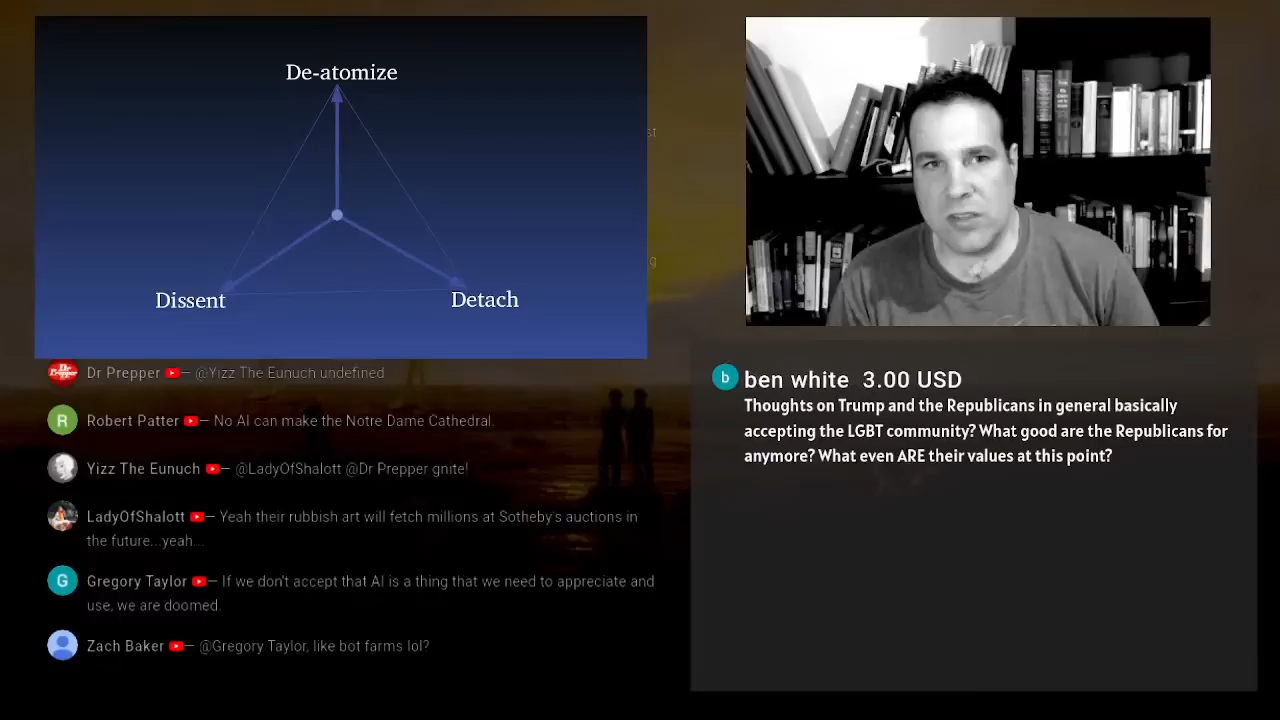 De-atomize
Dissent
Detach
st
g
Dr Prepper — @Yizz The Eunuch undefined
R
Robert Patter — No AI can make the Notre Dame Cathedral.
Yizz The Eunuch — @LadyOfShalott @Dr Prepper gnite!
LadyOfShalott — Yeah their rubbish art will fetch millions at Sotheby's auctions in
the future...yeah...
G
Gregory Taylor — If we don't accept that AI is a thing that we need to appreciate and
use, we are doomed.
Zach Baker — @Gregory Taylor, like bot farms lol?
b
ben white 3.00 USD
Thoughts on Trump and the Republicans in general basically
accepting the LGBT community? What good are the Republicans for
anymore? What even ARE their values at this point?